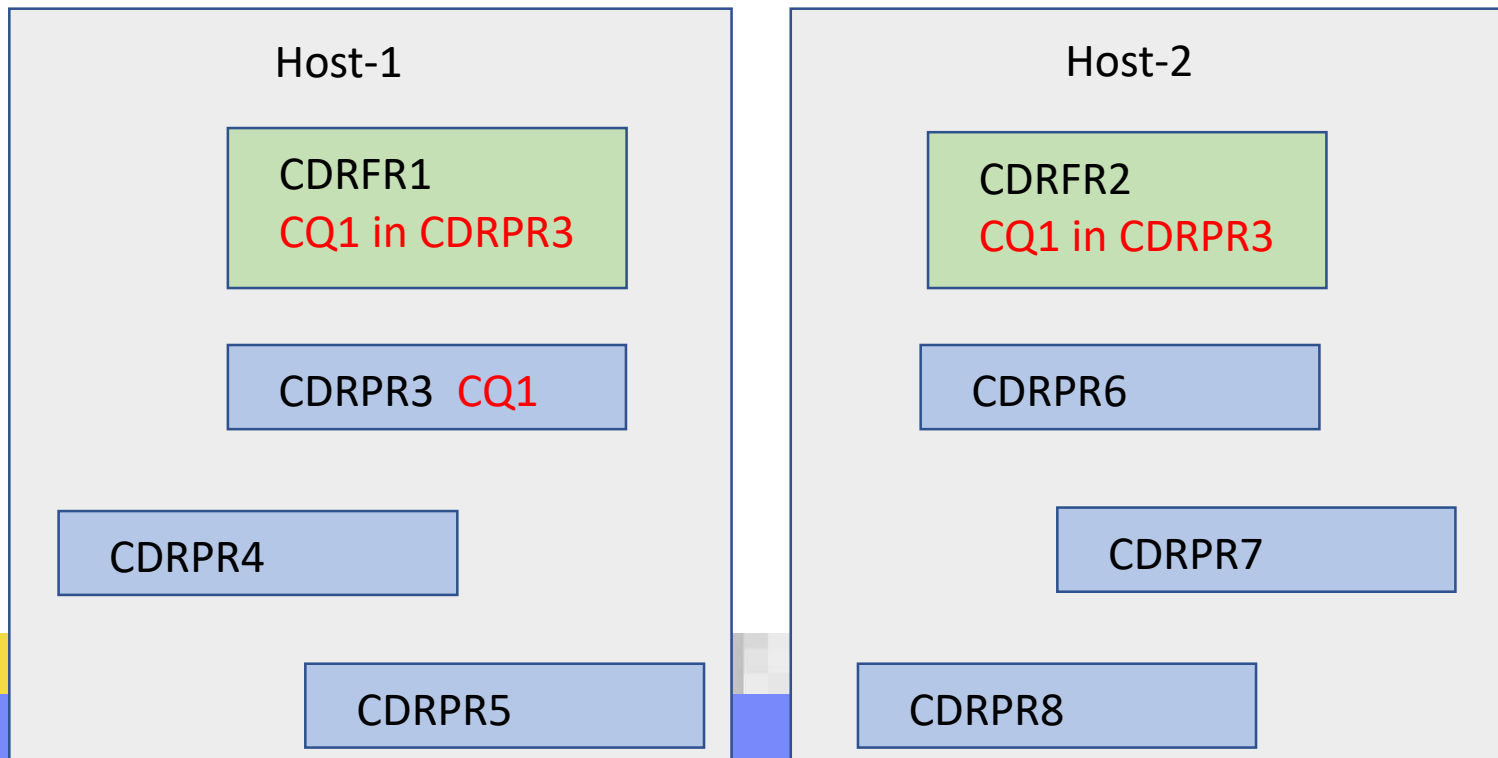 Host-1
CDRFR1
CQ1 in CDRPR3
CDRPR3 CQ1
CDRPR4
CDRPR5
Host-2
CDRFR2
CQ1 in CDRPR3
CDRPR6
CDRPR7
CDRPR8